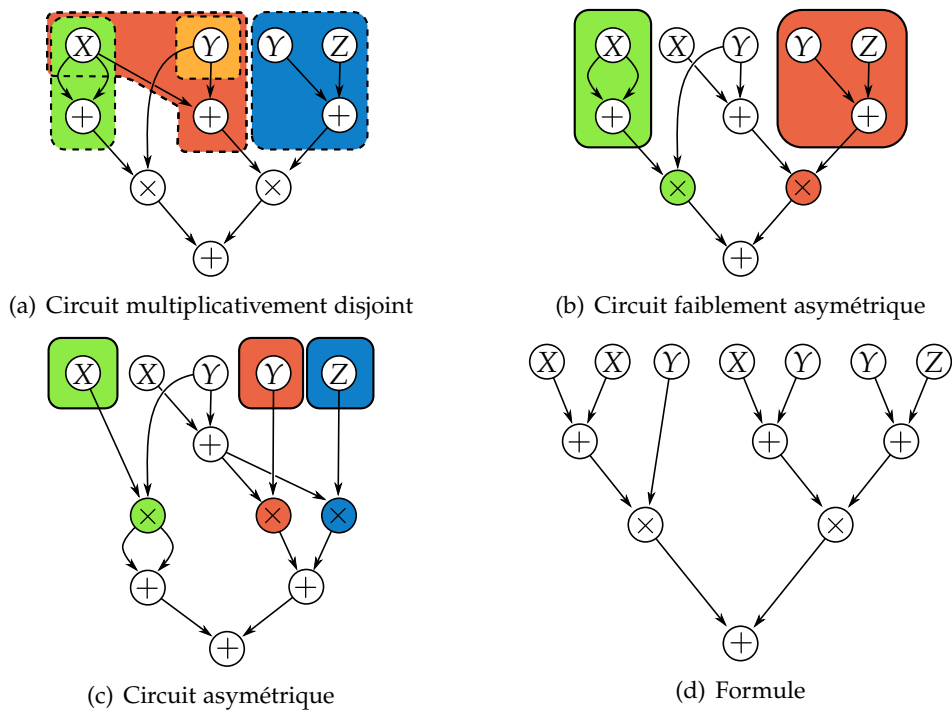 X Y Y Z X X Y Y Z
+ + + + + +
× × × ×
+ +
(a) Circuit multiplicativement disjoint (b) Circuit faiblement asymétrique
X X Y Y Z X X Y X Y Y Z
+ + + +
× × × × ×
+ +
+ +
(c) Circuit asymétrique (d) Formule